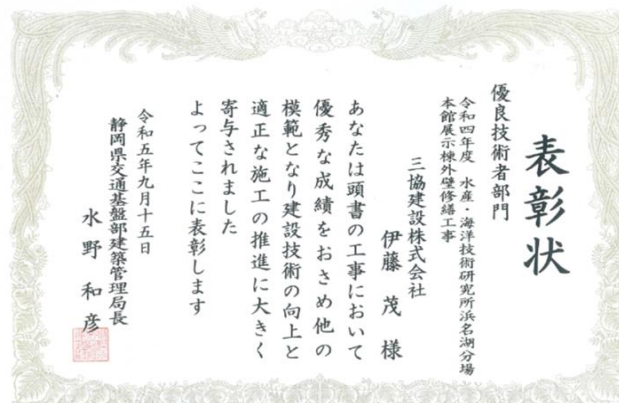 表彰状
優良技術者部門
令和四年度 水産・海洋技術研究所浜名湖分場
本館展示棟外壁修繕工事
三協建設株式会社
伊藤 茂 様
あなたは頭書の工事において
優秀な成績をおさめ他の
模範となり建設技術の向上と
適正な施工の推進に大きく
寄与されました
よってここに表彰します
令和五年九月十五日
静岡県交通基盤部建築管理局長
水野 和彦